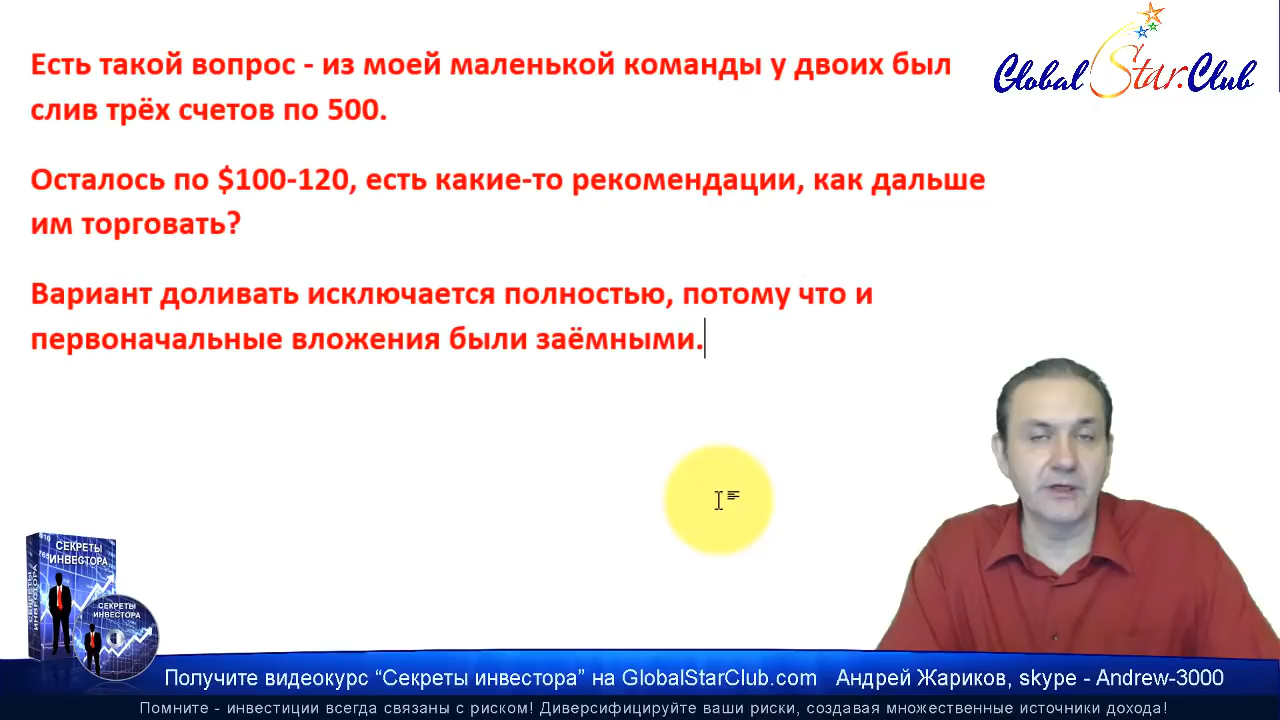 Есть такой вопрос - из моей маленькой команды у двоих был
слив трёх счетов по 500.
Global Star.Club
Осталось по $100-120, есть какие-то рекомендации, как дальше
им торговать?
Вариант доливать исключается полностью, потому что и
первоначальные вложения были заёмными.
СЕКРЕТЫ
ИНВЕСТОРА
СЕКРЕТЫ
ИНВЕСТОРА
СЕКРЕТЫ
ИНВЕСТОРА
Получите видеокурс “Секреты инвестора” на GlobalStarClub.com Андрей Жариков, skype - Andrew-3000
Помните - инвестиции всегда связаны с риском! Диверсифицируйте ваши риски, создавая множественные источники дохода!